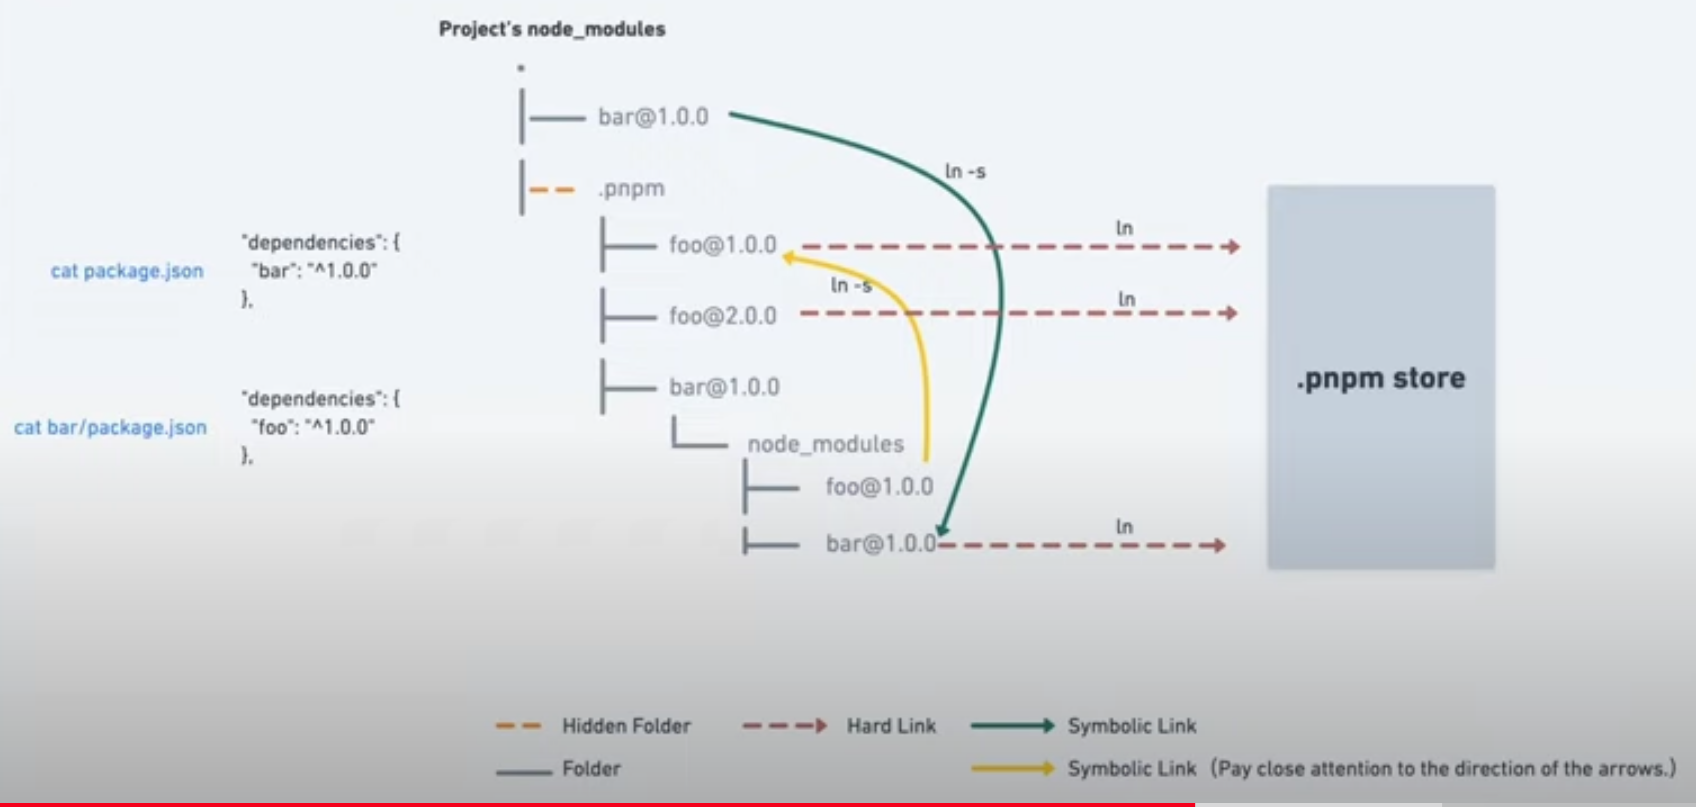 Project's node_modules
.
bar@1.0.0
ln -s
.pnpm
ln
"dependencies": {
foo@1.0.0
cat package.json
"bar": "^1.0.0"
ln -s
},
ln
foo@2.0.0
.pnpm store
bar@1.0.0
"dependencies": {
cat bar/package.json
"foo": "^1.0.0"
node_modules
},
foo@1.0.0
ln
bar@1.0.0
Hidden Folder
Hard Link
Symbolic Link
Folder
Symbolic Link (Pay close attention to the direction of the arrows.)